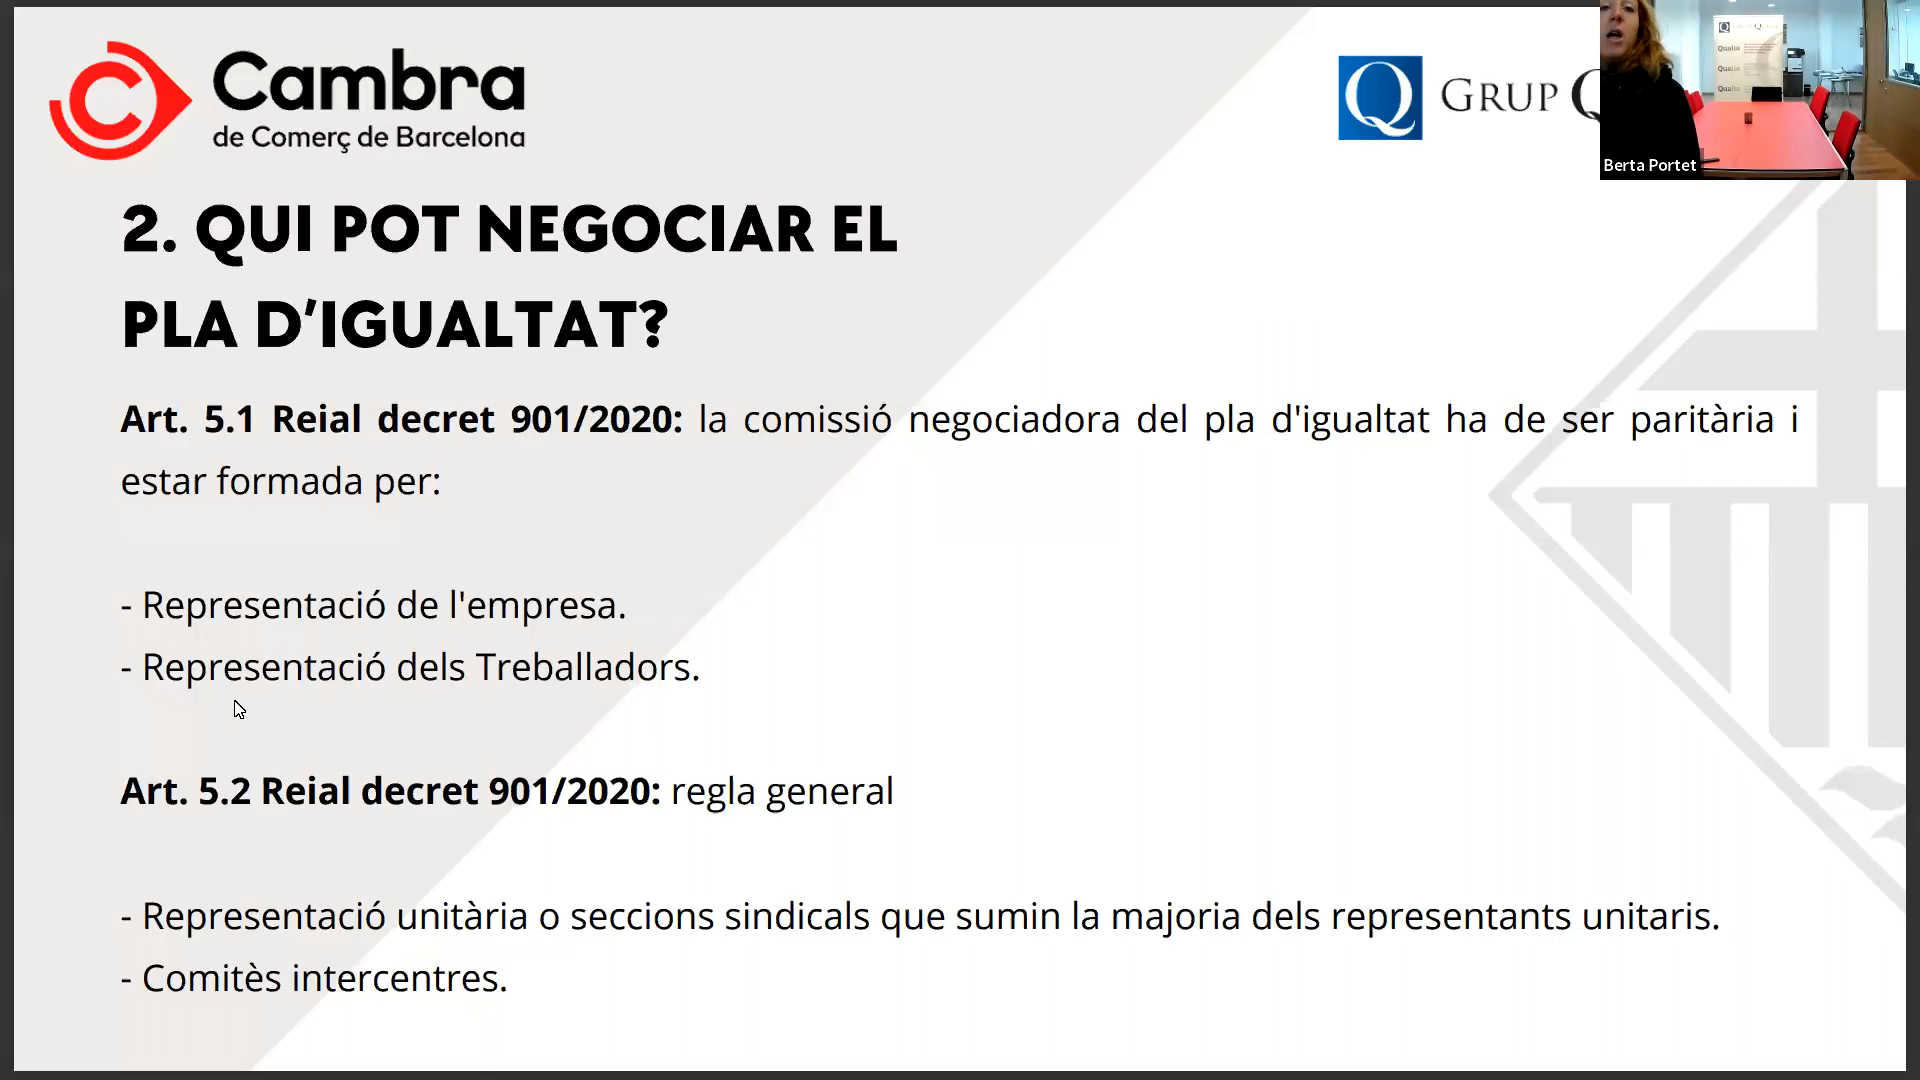 Cambra
de Comerç de Barcelona
Q GRUP
Berta Portet
2. QUI POT NEGOCIAR EL
PLA D'IGUALTAT?
Art. 5.1 Reial decret 901/2020: la comissió negociadora del pla d'igualtat ha de ser paritària i
estar formada per:
- Representació de l'empresa.
- Representació dels Treballadors.
Art. 5.2 Reial decret 901/2020: regla general
- Representació unitària o seccions sindicals que sumin la majoria dels representants unitaris.
- Comitès intercentres.